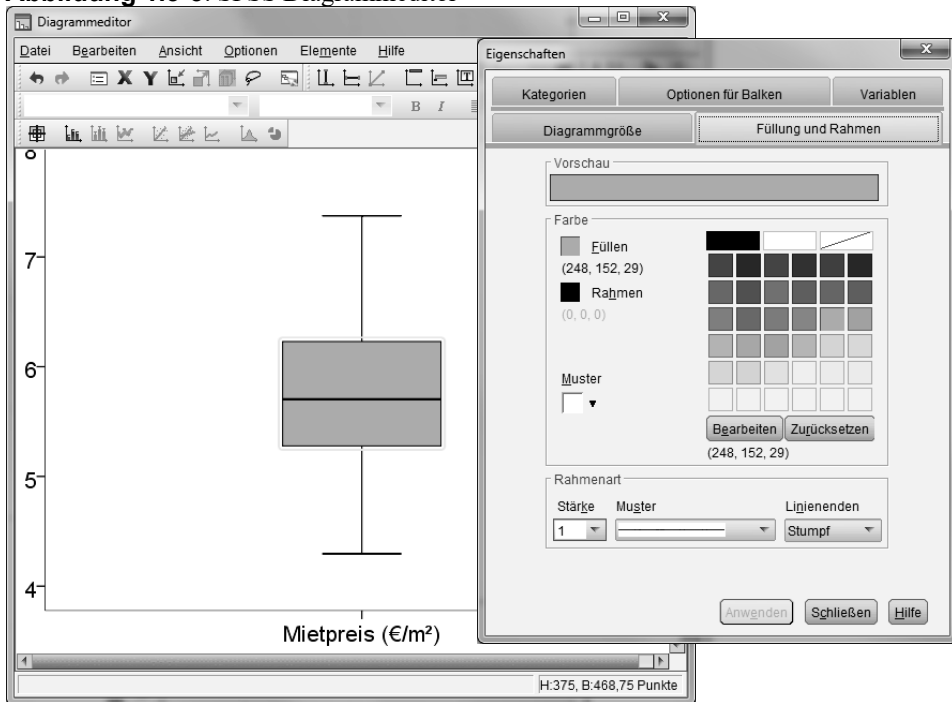 Diagrammeditor
Datei Bearbeiten Ansicht Optionen Elemente Hilfe
B I
8
7
6
5
4
Mietpreis (€/m²)
H:375, B:468,75 Punkte
Eigenschaften
Kategorien Optionen für Balken Variablen
Diagrammgröße Füllung und Rahmen
Vorschau
Farbe
Füllen
(248, 152, 29)
Rahmen
(0, 0, 0)
Muster
Bearbeiten Zurücksetzen
(248, 152, 29)
Rahmenart
Stärke Muster Linienenden
1 Stumpf
Anwenden Schließen Hilfe